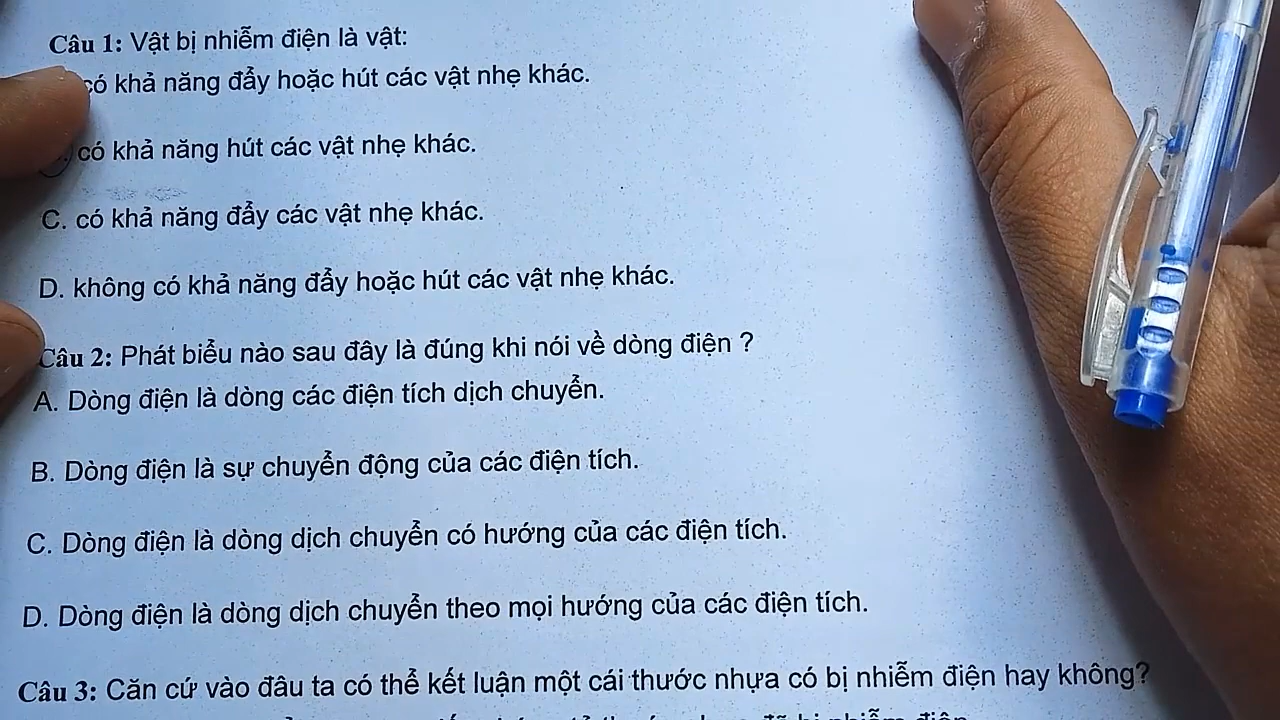 Câu 1: Vật bị nhiễm điện là vật:
có khả năng đẩy hoặc hút các vật nhẹ khác.
có khả năng hút các vật nhẹ khác.
C. có khả năng đẩy các vật nhẹ khác.
D. không có khả năng đẩy hoặc hút các vật nhẹ khác.
Câu 2: Phát biểu nào sau đây là đúng khi nói về dòng điện ?
A. Dòng điện là dòng các điện tích dịch chuyển.
B. Dòng điện là sự chuyển động của các điện tích.
C. Dòng điện là dòng dịch chuyển có hướng của các điện tích.
D. Dòng điện là dòng dịch chuyển theo mọi hướng của các điện tích.
Câu 3: Căn cứ vào đâu ta có thể kết luận một cái thước nhựa có bị nhiễm điện hay không?